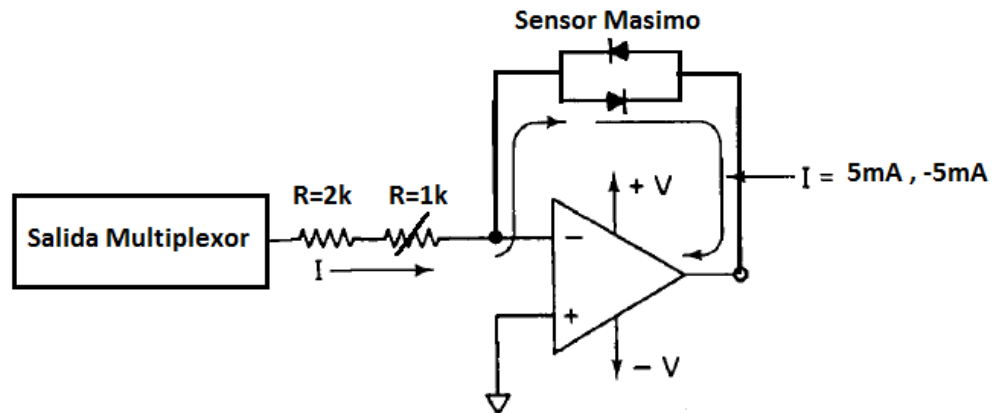 Sensor Masimo
I = 5mA , -5mA
+ V
R=2k
R=1k
Salida Multiplexor
I
−
+
− V